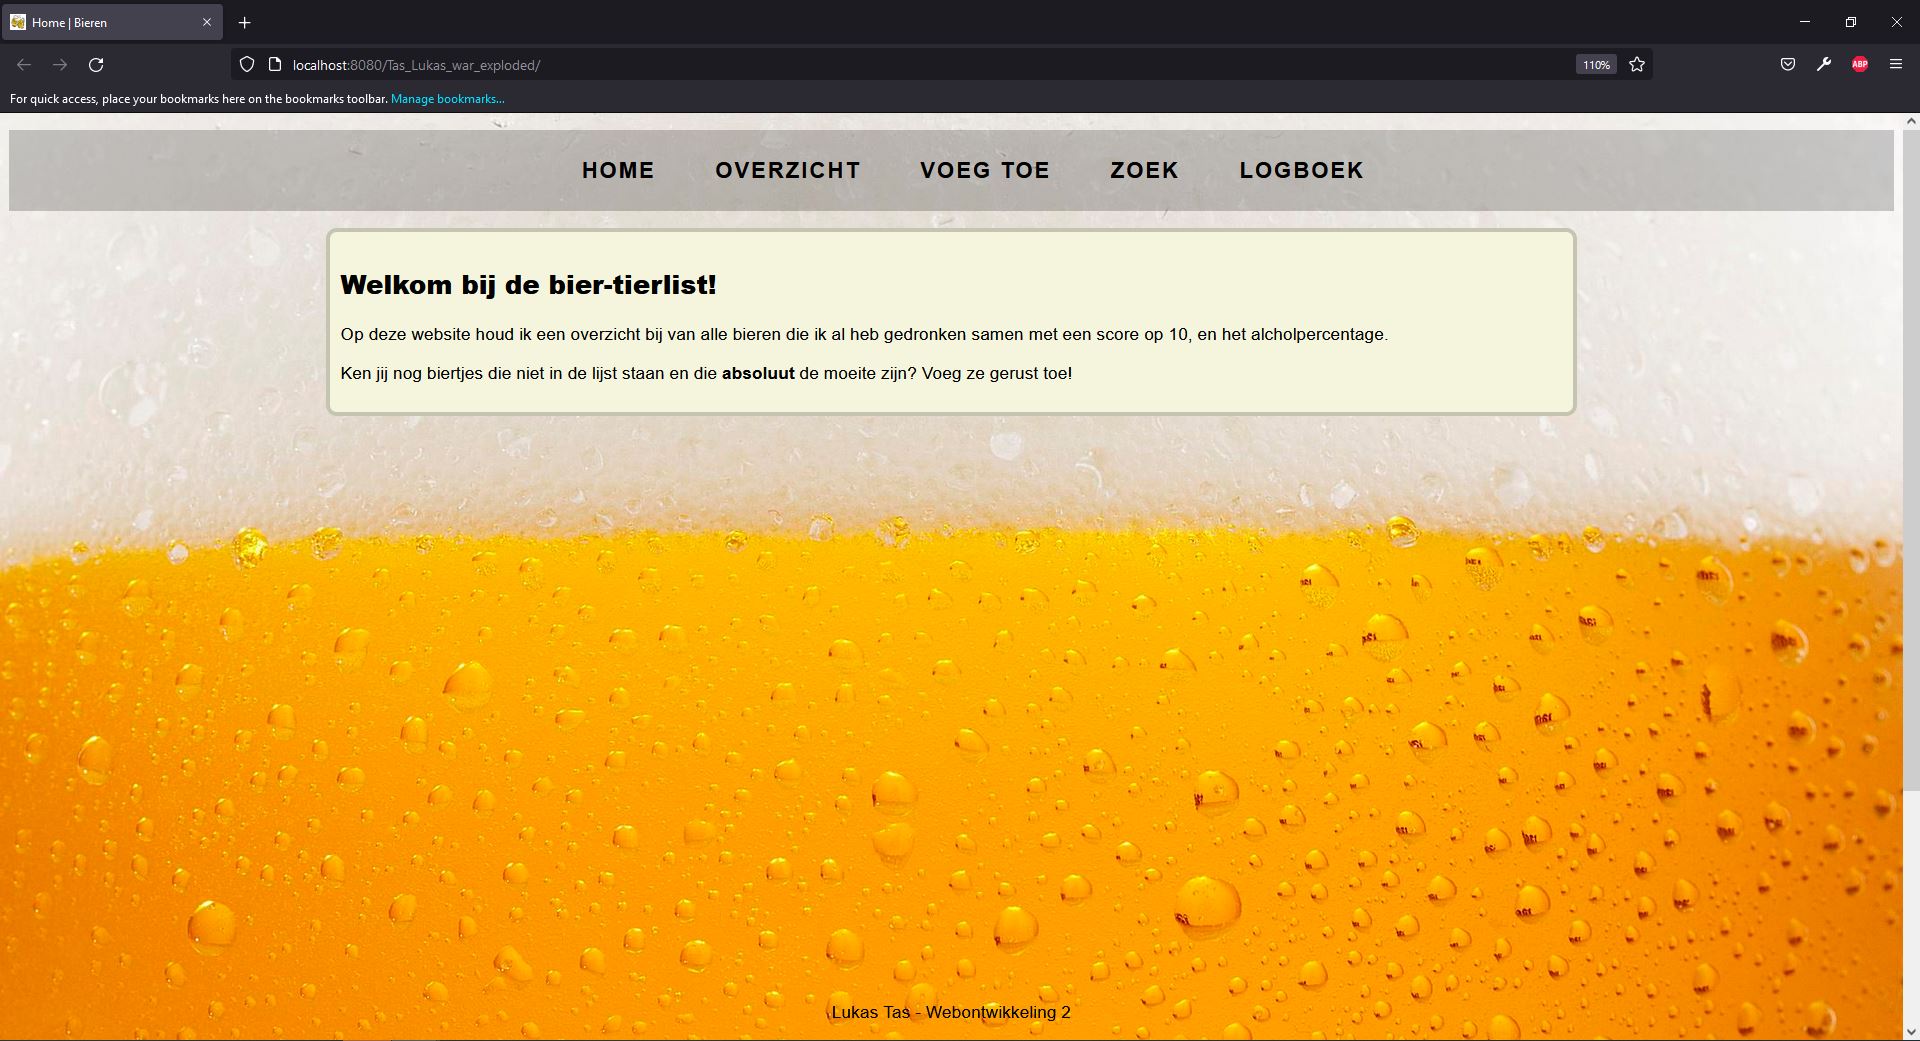 Home | Bieren
localhost:8080/Tas_Lukas_war_exploded/
110%
ABP
For quick access, place your bookmarks here on the bookmarks toolbar. Manage bookmarks...
HOME OVERZICHT VOEG TOE ZOEK LOGBOEK
Welkom bij de bier-tierlist!
Op deze website houd ik een overzicht bij van alle bieren die ik al heb gedronken samen met een score op 10, en het alcholpercentage.
Ken jij nog biertjes die niet in de lijst staan en die absoluut de moeite zijn? Voeg ze gerust toe!
Lukas Tas - Webontwikkeling 2